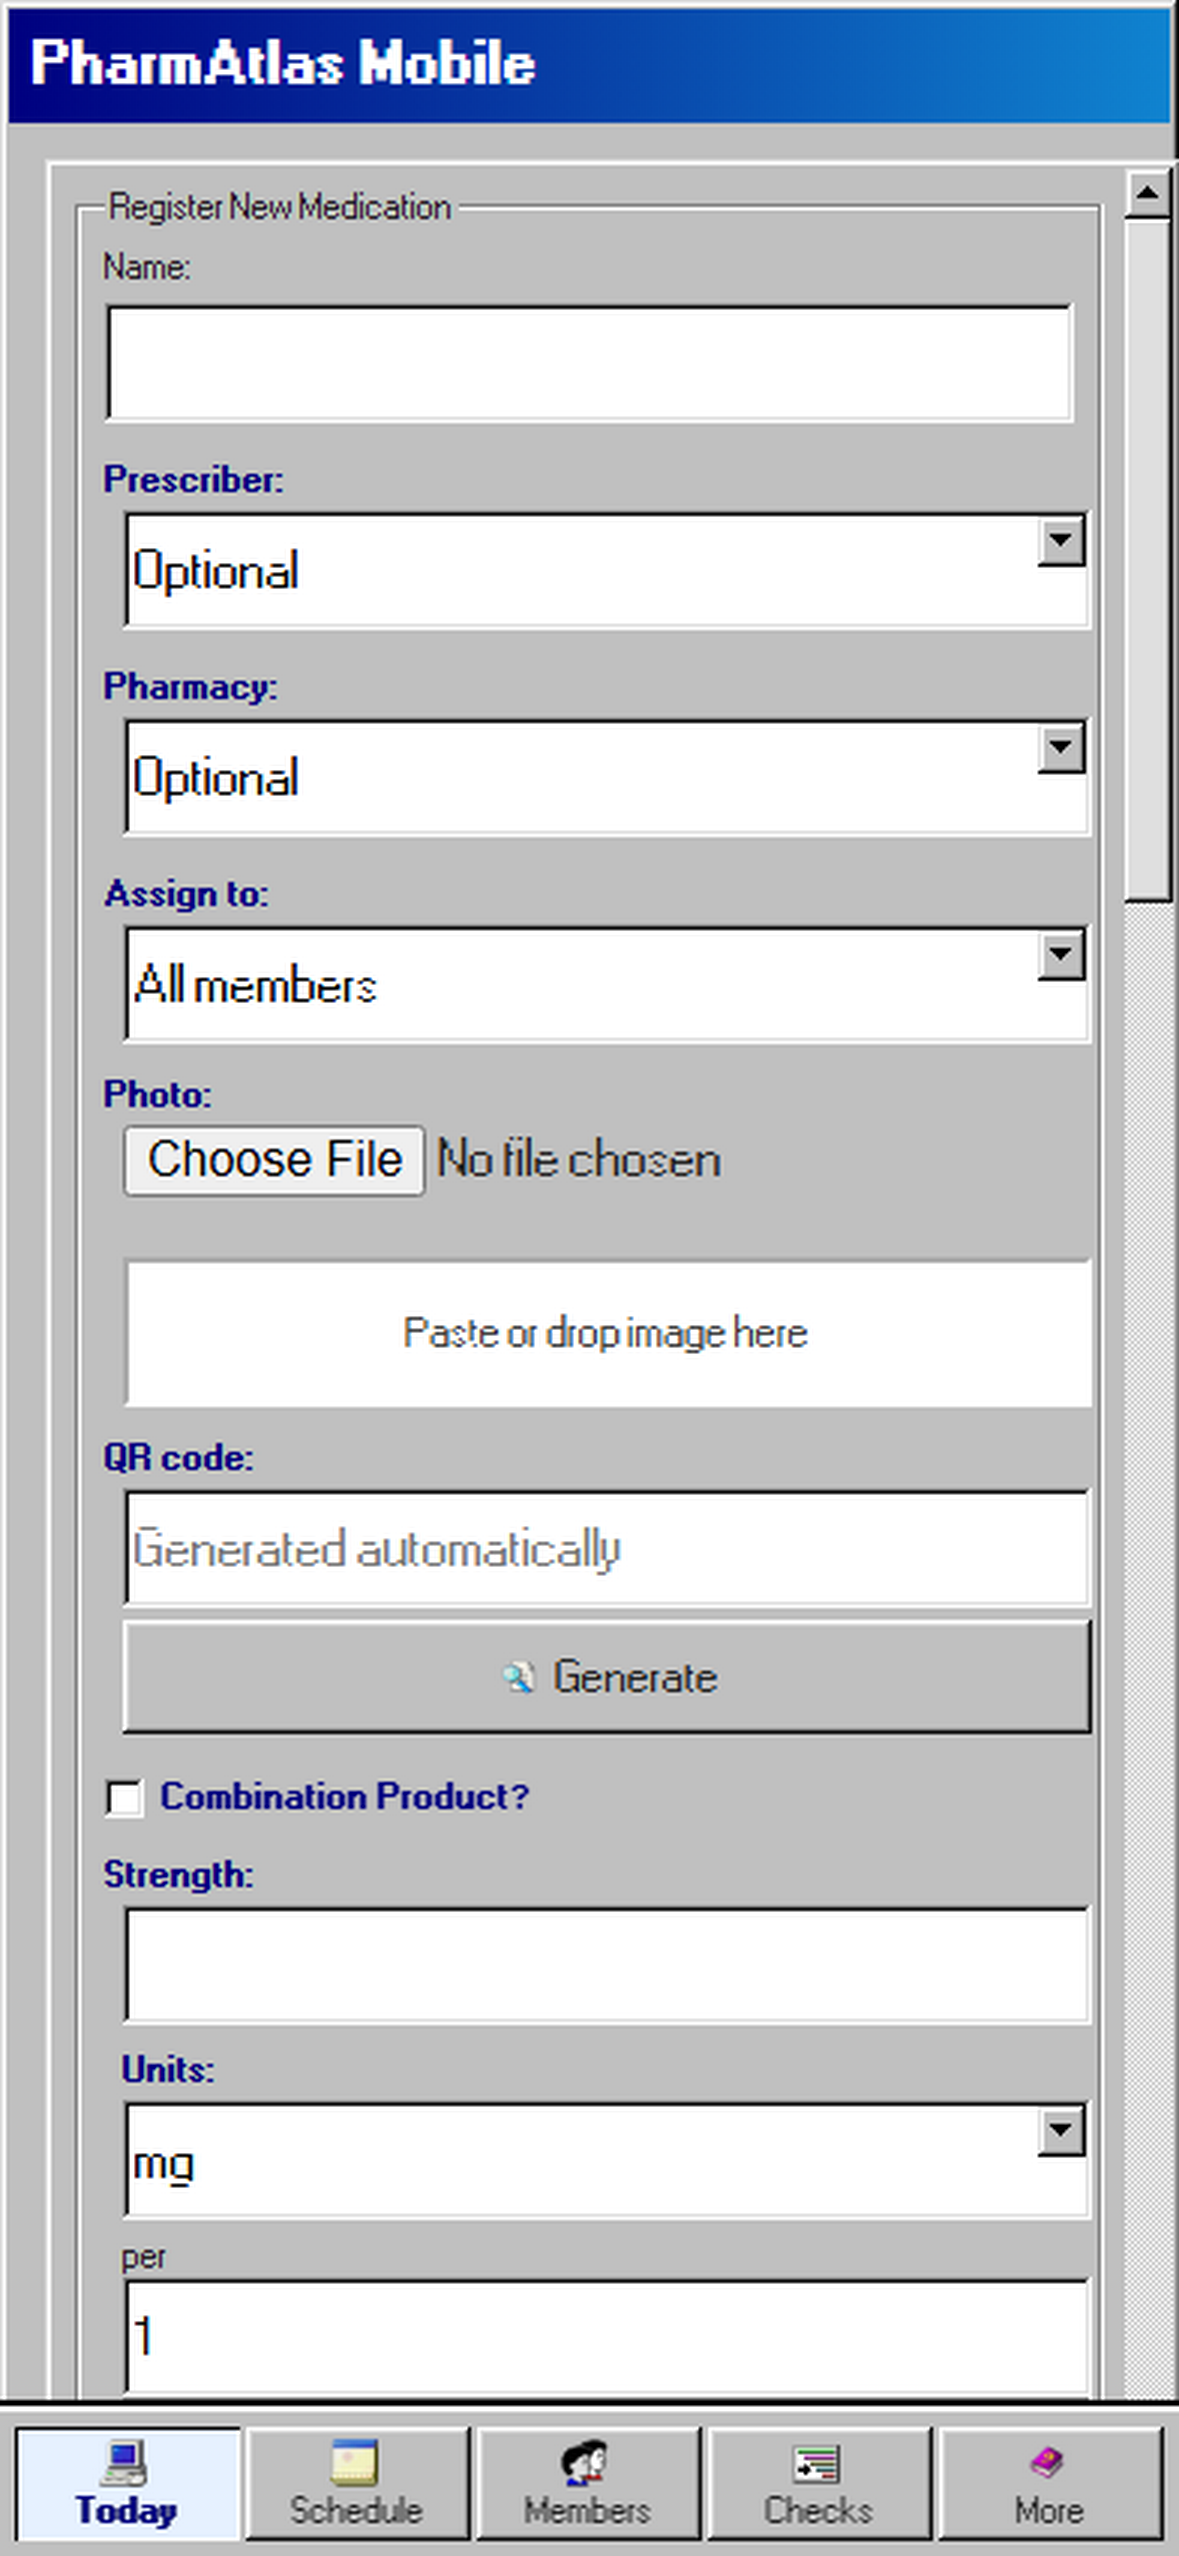 PharmAtlas Mobile
Register New Medication
Name:
Prescriber:
Optional
Pharmacy:
Optional
Assign to:
All members
Photo:
Choose File No file chosen
Paste or drop image here
QR code:
Generated automatically
Generate
Combination Product?
Strength:
Units:
mg
per
1
Today Schedule Members Checks More